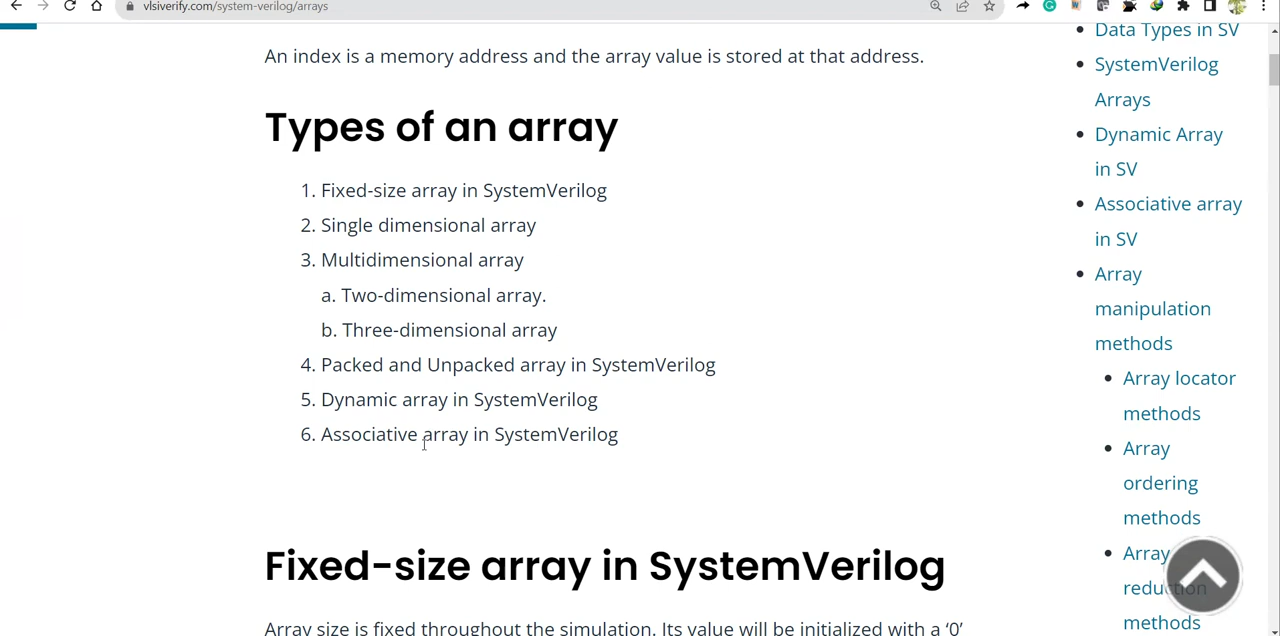 vlsiverify.com/system-verilog/arrays
An index is a memory address and the array value is stored at that address.
Types of an array
1. Fixed-size array in SystemVerilog
2. Single dimensional array
3. Multidimensional array
a. Two-dimensional array.
b. Three-dimensional array
4. Packed and Unpacked array in SystemVerilog
5. Dynamic array in SystemVerilog
6. Associative array in SystemVerilog
Fixed-size array in SystemVerilog
Array size is fixed throughout the simulation. Its value will be initialized with a ‘0’
Data Types in SV
SystemVerilog
Arrays
Dynamic Array
in SV
Associative array
in SV
Array
manipulation
methods
Array locator
methods
Array
ordering
methods
Array
reduction
methods